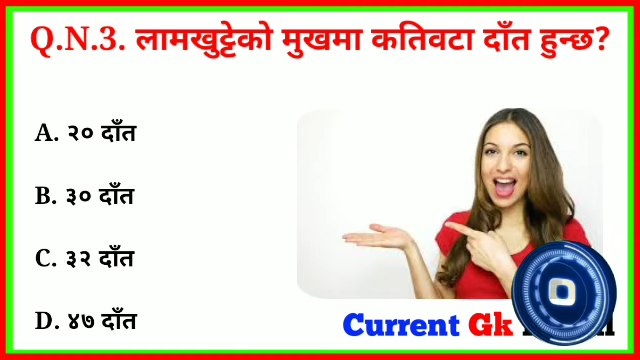 Q.N.3. लामखुट्टेको मुखमा कतिवटा दाँत हुन्छ?
A. २० दाँत
B. ३० दाँत
C. ३२ दाँत
D. ४७ दाँत
Current Gk